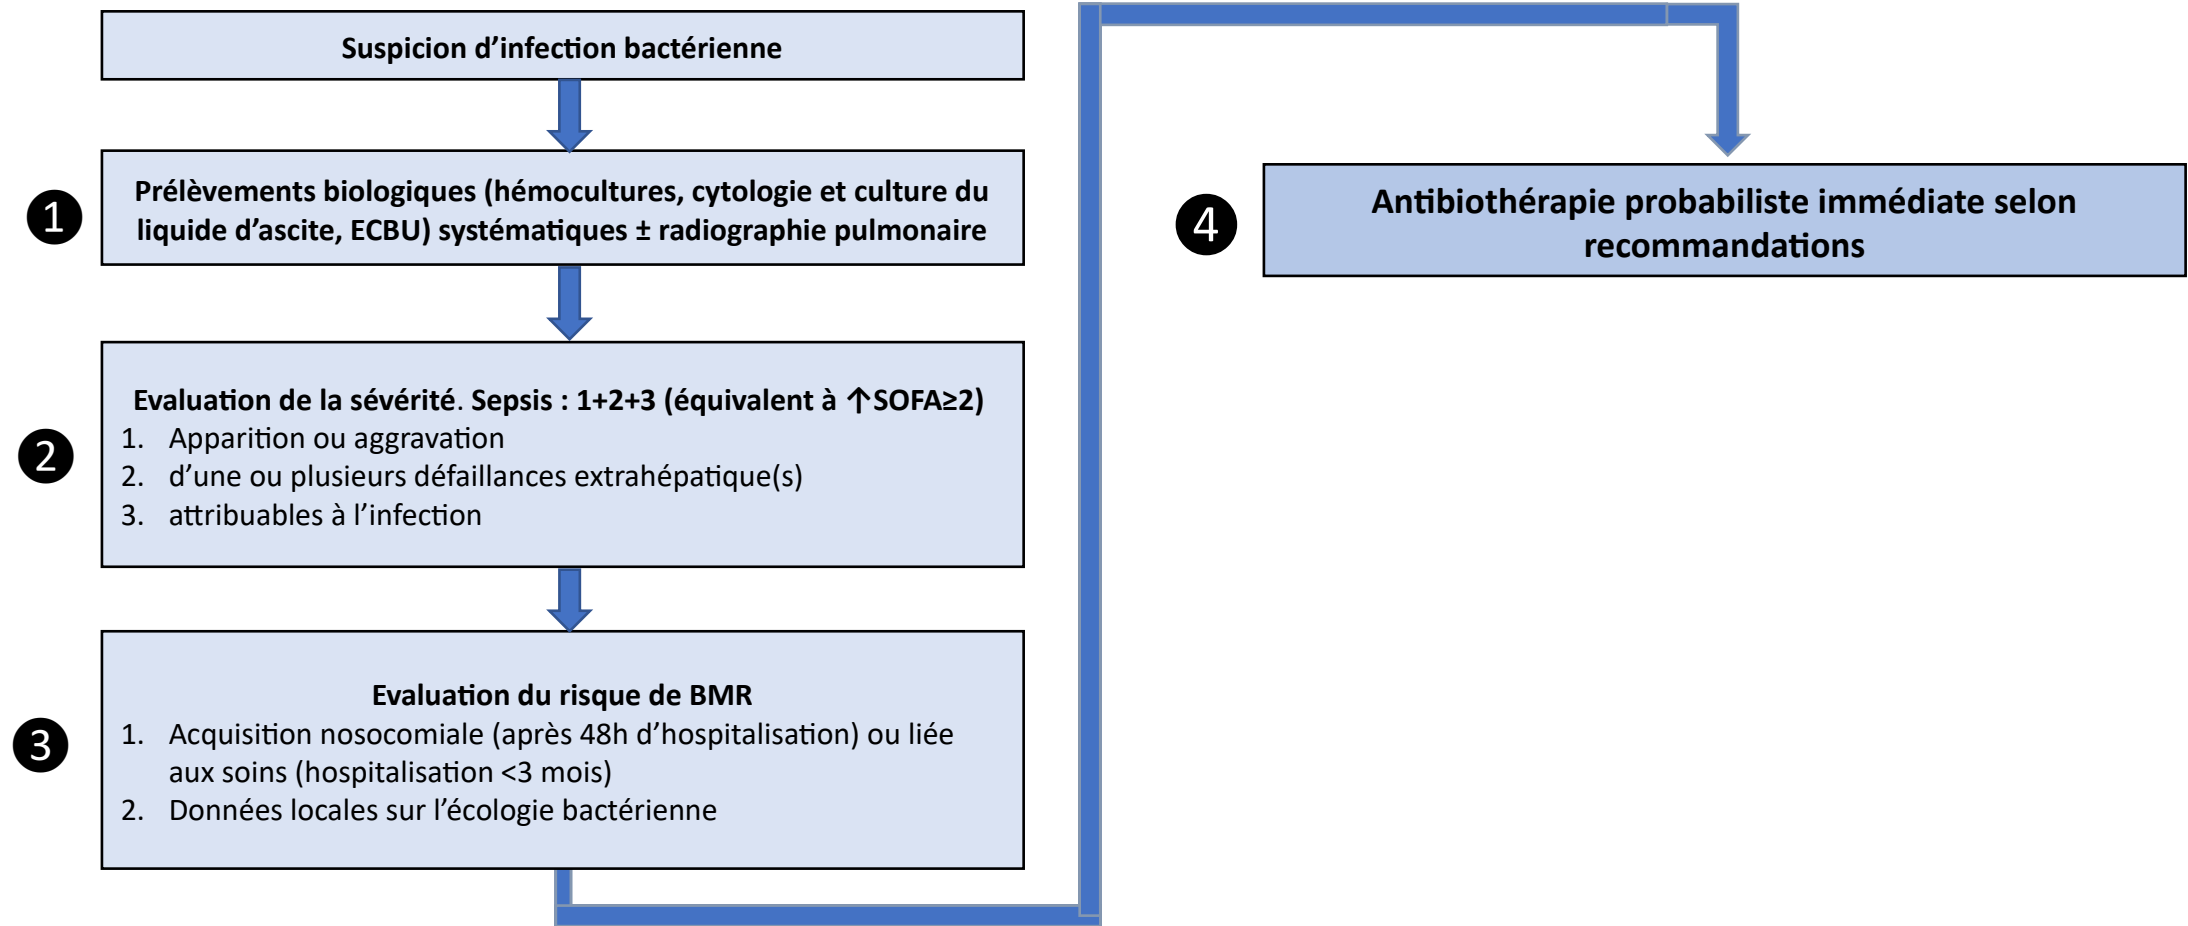 Suspicion d’infection bactérienne
1
Prélèvements biologiques (hémocultures, cytologie et culture du
liquide d’ascite, ECBU) systématiques ± radiographie pulmonaire
2
Evaluation de la sévérité. Sepsis : 1+2+3 (équivalent à ↑SOFA≥2)
1. Apparition ou aggravation
2. d’une ou plusieurs défaillances extrahépatique(s)
3. attribuables à l’infection
3
Evaluation du risque de BMR
1. Acquisition nosocomiale (après 48h d’hospitalisation) ou liée
aux soins (hospitalisation <3 mois)
2. Données locales sur l’écologie bactérienne
4
Antibiothérapie probabiliste immédiate selon
recommandations